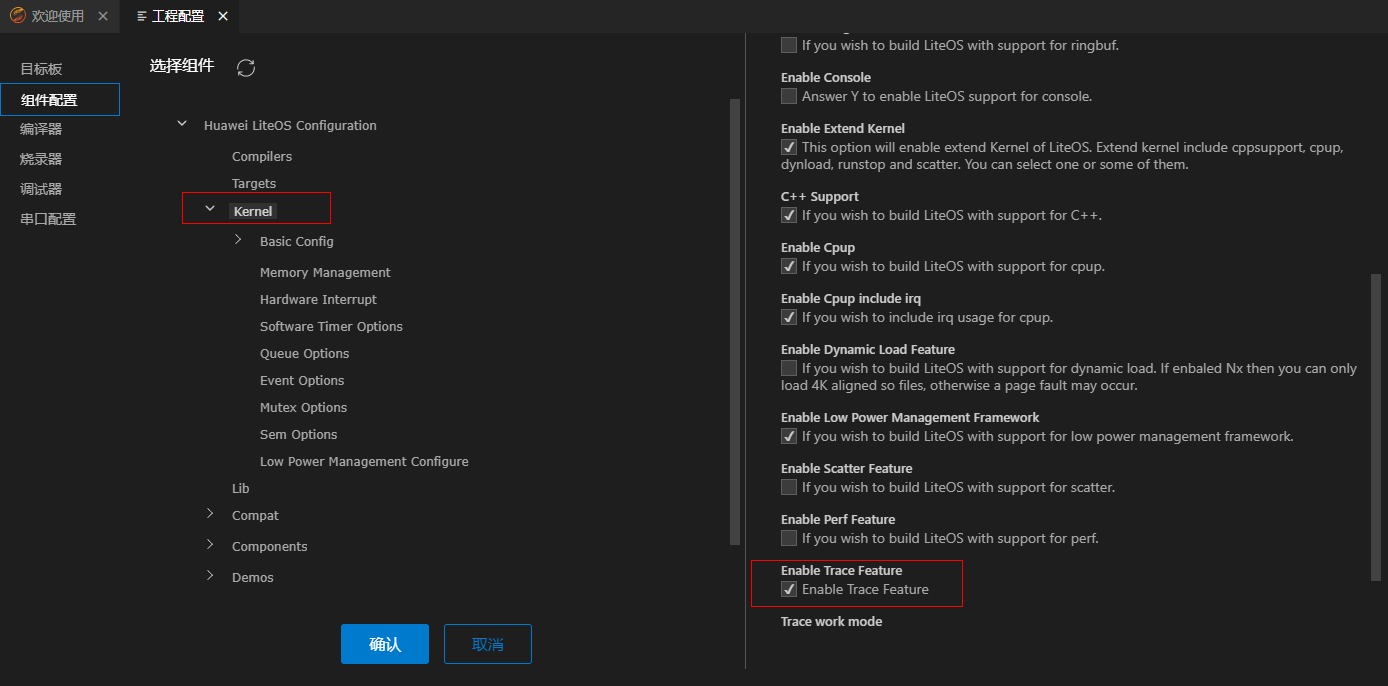 欢迎使用
工程配置
目标板
组件配置
编译器
烧录器
调试器
串口配置
选择组件
Huawei LiteOS Configuration
Compilers
Targets
Kernel
Basic Config
Memory Management
Hardware Interrupt
Software Timer Options
Queue Options
Event Options
Mutex Options
Sem Options
Low Power Management Configure
Lib
Compat
Components
Demos
确认
取消
If you wish to build LiteOS with support for ringbuf.
Enable Console
Answer Y to enable LiteOS support for console.
Enable Extend Kernel
This option will enable extend Kernel of LiteOS. Extend kernel include cppsupport, cpup,
dynload, runstop and scatter. You can select one or some of them.
C++ Support
If you wish to build LiteOS with support for C++.
Enable Cpup
If you wish to build LiteOS with support for cpup.
Enable Cpup include irq
If you wish to include irq usage for cpup.
Enable Dynamic Load Feature
If you wish to build LiteOS with support for dynamic load. If enbaled Nx then you can only
load 4K aligned so files, otherwise a page fault may occur.
Enable Low Power Management Framework
If you wish to build LiteOS with support for low power management framework.
Enable Scatter Feature
If you wish to build LiteOS with support for scatter.
Enable Perf Feature
If you wish to build LiteOS with support for perf.
Enable Trace Feature
Enable Trace Feature
Trace work mode